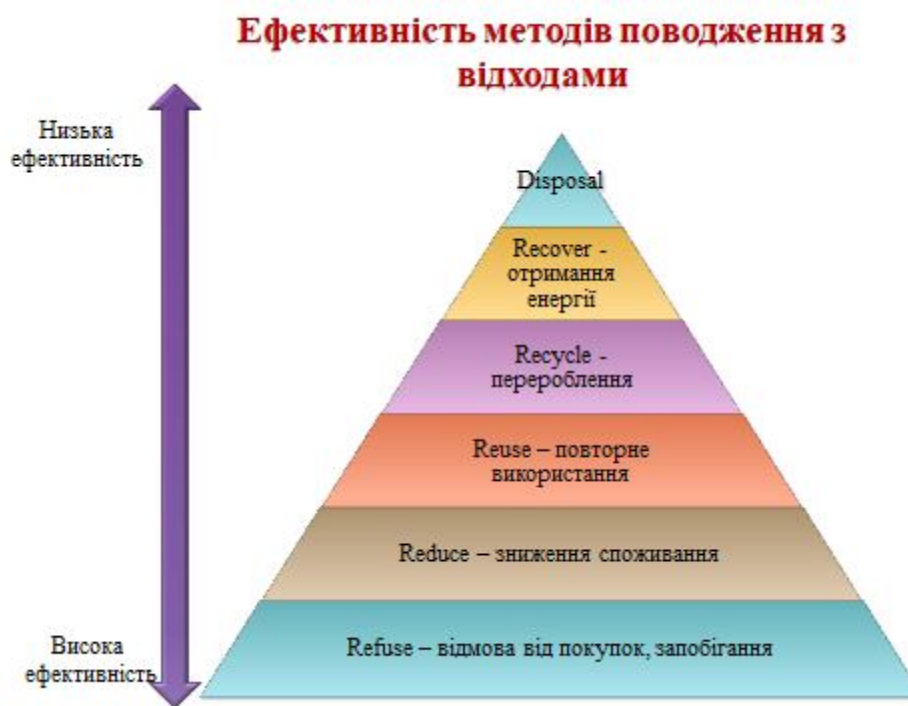 Ефективність методів поводження з
відходами
Низька
ефективність
Disposal
Recover -
отримання
енергії
Recycle -
перероблення
Reuse – повторне
використання
Reduce – зниження споживання
Refuse – відмова від покупок, запобігання
Висока
ефективність